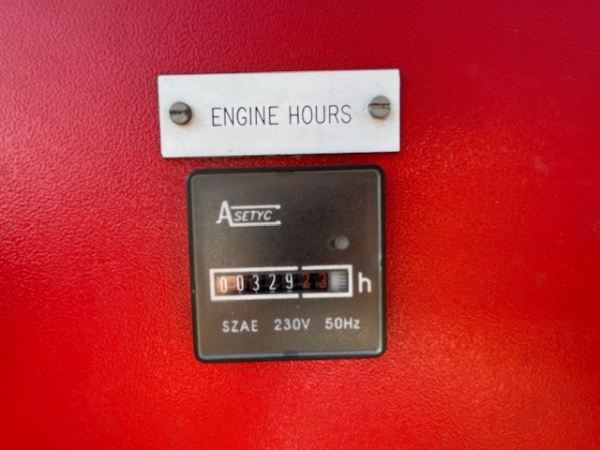 ENGINE HOURS
ASETYC
0032923 h
SZAE 230V 50Hz